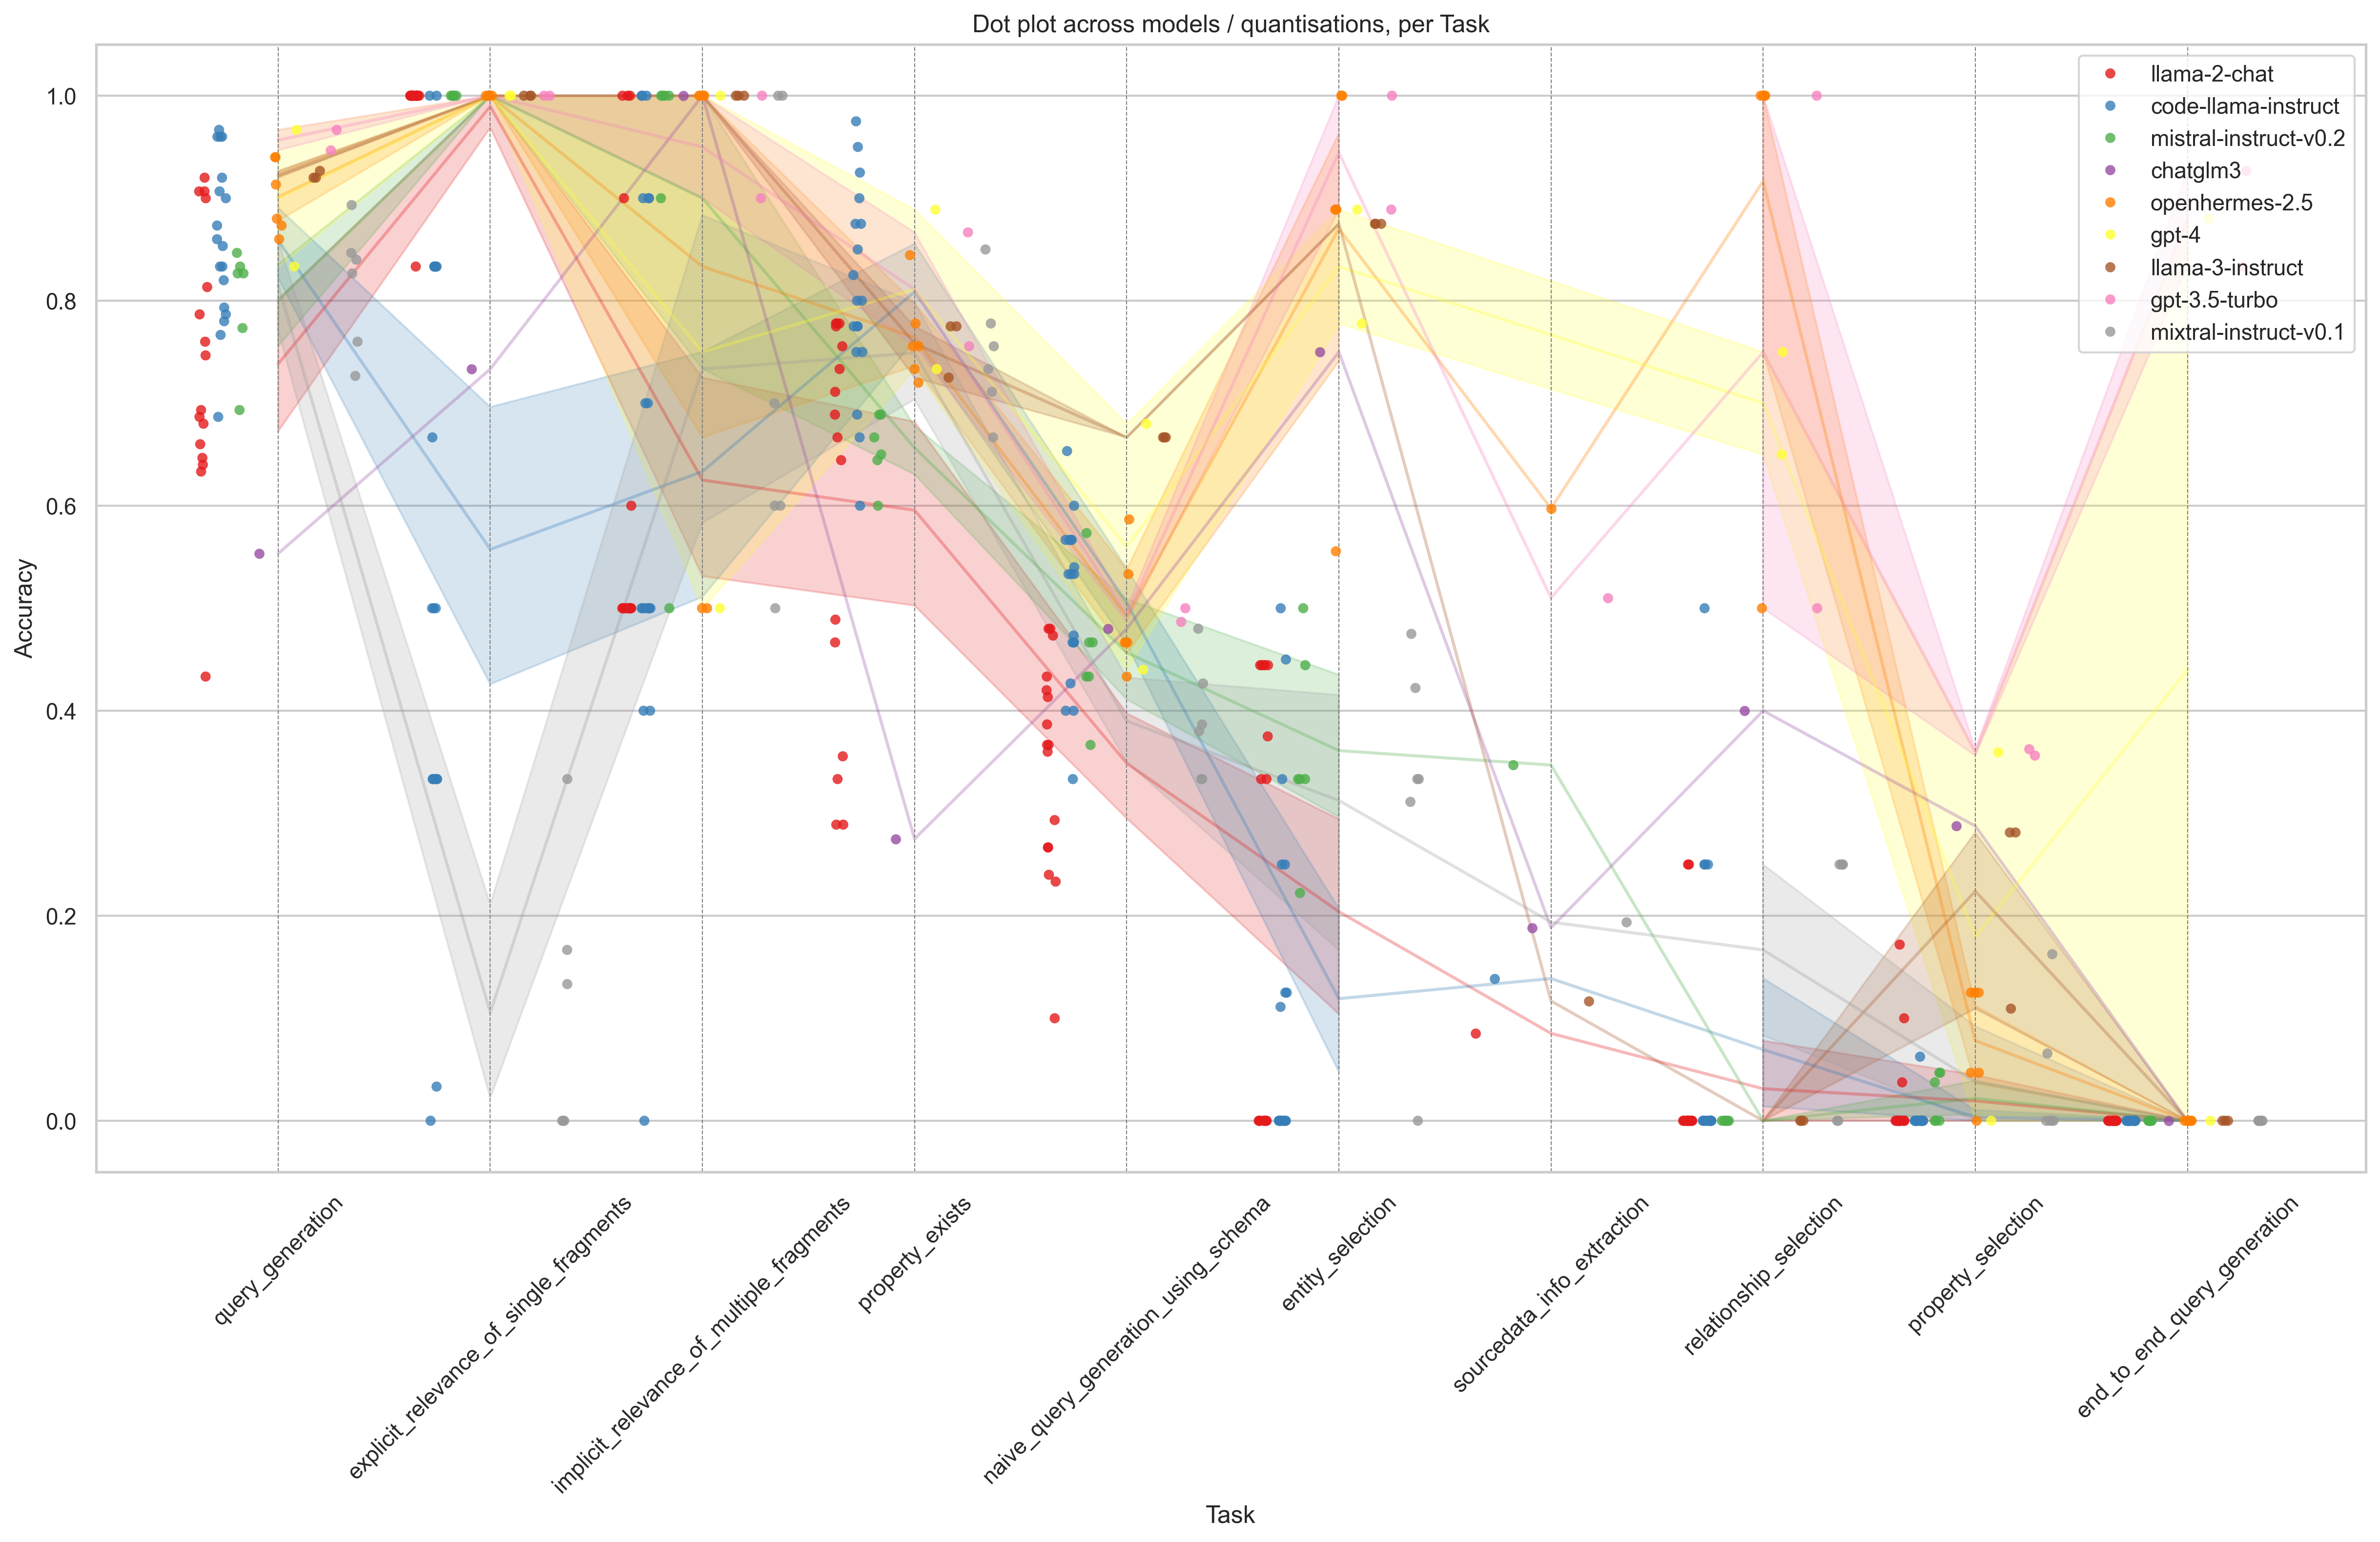 Dot plot across models / quantisations, per Task
llama-2-chat
code-llama-instruct
mistral-instruct-v0.2
chatglm3
openhermes-2.5
gpt-4
llama-3-instruct
gpt-3.5-turbo
mixtral-instruct-v0.1
Accuracy
1.0
0.8
0.6
0.4
0.2
0.0
query_generation
explicit_relevance_of_single_fragments
implicit_relevance_of_multiple_fragments
property_exists
naive_query_generation_using_schema
entity_selection
sourcedata_info_extraction
relationship_selection
property_selection
end_to_end_query_generation
Task